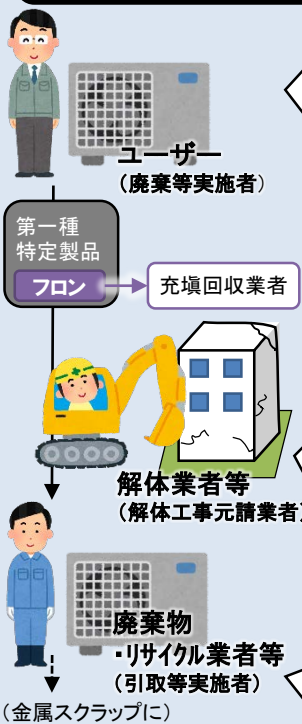 ユーザー
(廃棄等実施者)
第一種
特定製品
フロン
充塡回収業者
解体業者等
(解体工事元請業者)
廃棄物
・リサイクル業者等
(引取等実施者)
(金属スクラップに)